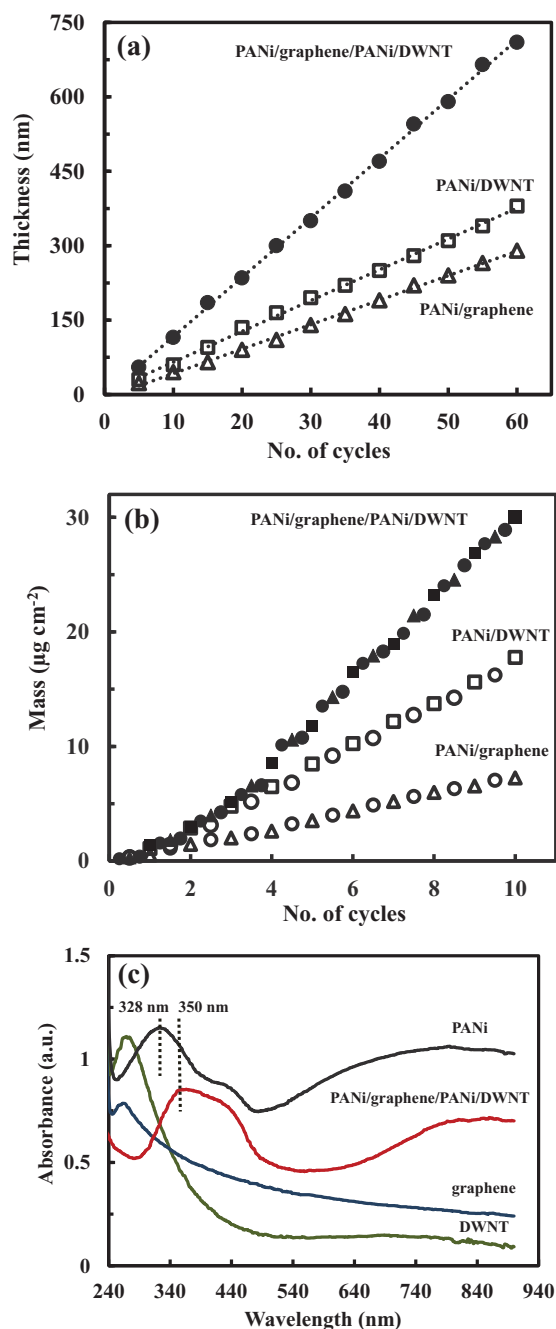 (a)
PANi/graphene/PANi/DWNT
PANi/DWNT
PANi/graphene
Thickness (nm)
750
600
450
300
150
0
0 10 20 30 40 50 60
No. of cycles
(b)
PANi/graphene/PANi/DWNT
PANi/DWNT
PANi/graphene
Mass (µg cm⁻²)
30
20
10
0
0 2 4 6 8 10
No. of cycles
(c)
328 nm 350 nm
PANi
PANi/graphene/PANi/DWNT
graphene
DWNT
Absorbance (a.u.)
1.5
1
0.5
0
240 340 440 540 640 740 840 940
Wavelength (nm)